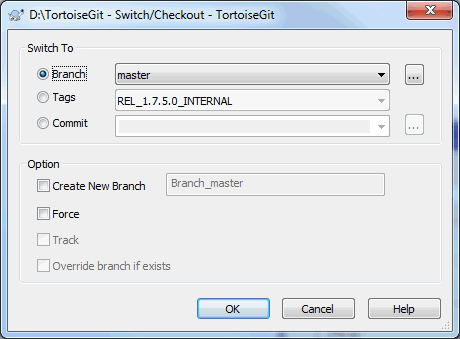 D:\TortoiseGit - Switch/Checkout - TortoiseGit
Switch To
Branch master ...
Tags REL_1.7.5.0_INTERNAL
Commit ...
Option
Create New Branch Branch_master
Force
Track
Override branch if exists
OK Cancel Help